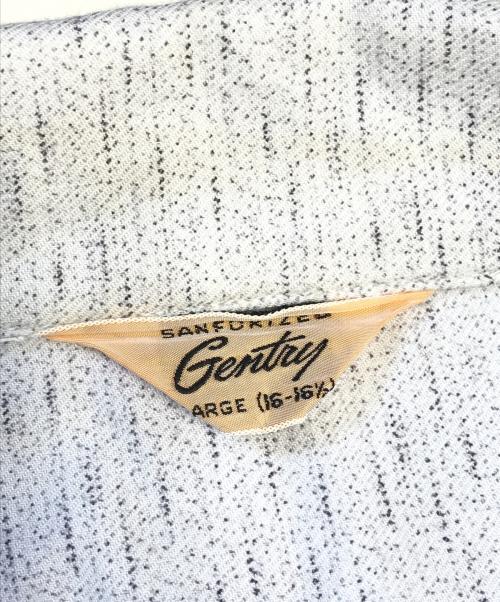 SANFORIZED
Gentry
ARGE (16-16½)